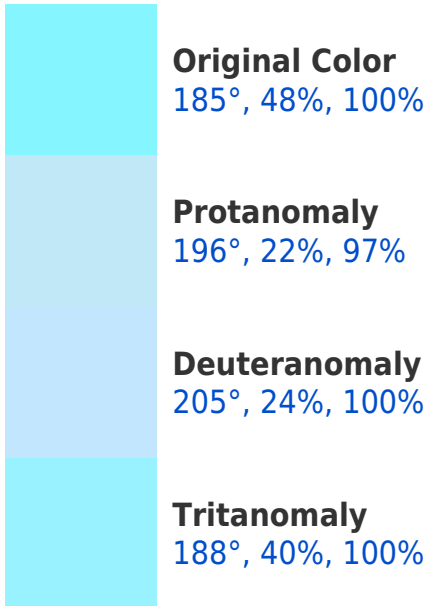 Original Color
185°, 48%, 100%
Protanomaly
196°, 22%, 97%
Deuteranomaly
205°, 24%, 100%
Tritanomaly
188°, 40%, 100%